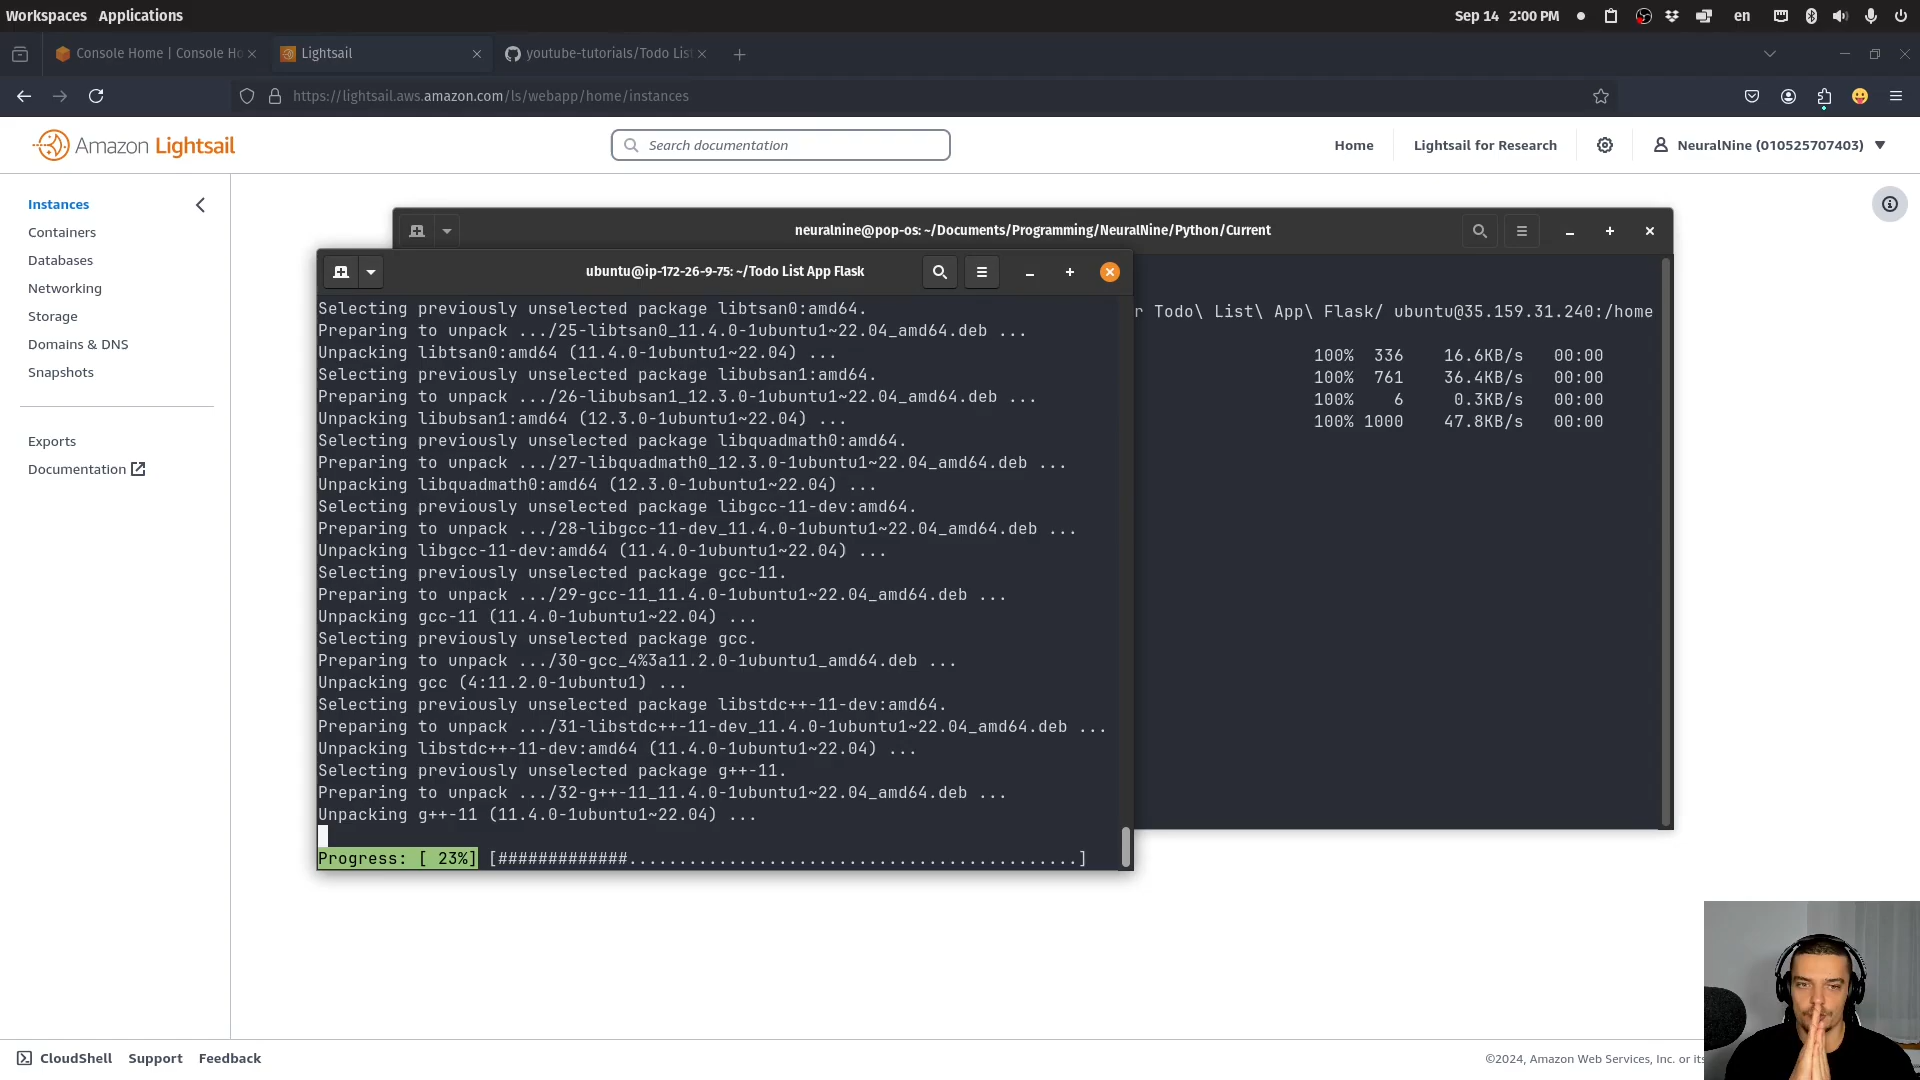 Workspaces Applications
Sep 14 2:00 PM
en
Console Home | Console Ho
Lightsail
youtube-tutorials/Todo List
https://lightsail.aws.amazon.com/ls/webapp/home/instances
Amazon Lightsail
Search documentation
Home
Lightsail for Research
NeuralNine (010525707403)
Instances
Containers
Databases
Networking
Storage
Domains & DNS
Snapshots
Exports
Documentation
neuralnine@pop-os: ~/Documents/Programming/NeuralNine/Python/Current
r Todo\ List\ App\ Flask/ ubuntu@35.159.31.240:/home
100% 336 16.6KB/s 00:00
100% 761 36.4KB/s 00:00
100% 6 0.3KB/s 00:00
100% 1000 47.8KB/s 00:00
ubuntu@ip-172-26-9-75: ~/Todo List App Flask
Selecting previously unselected package libtsan0:amd64.
Preparing to unpack .../25-libtsan0_11.4.0-1ubuntu1~22.04_amd64.deb ...
Unpacking libtsan0:amd64 (11.4.0-1ubuntu1~22.04) ...
Selecting previously unselected package libubsan1:amd64.
Preparing to unpack .../26-libubsan1_12.3.0-1ubuntu1~22.04_amd64.deb ...
Unpacking libubsan1:amd64 (12.3.0-1ubuntu1~22.04) ...
Selecting previously unselected package libquadmath0:amd64.
Preparing to unpack .../27-libquadmath0_12.3.0-1ubuntu1~22.04_amd64.deb ...
Unpacking libquadmath0:amd64 (12.3.0-1ubuntu1~22.04) ...
Selecting previously unselected package libgcc-11-dev:amd64.
Preparing to unpack .../28-libgcc-11-dev_11.4.0-1ubuntu1~22.04_amd64.deb ...
Unpacking libgcc-11-dev:amd64 (11.4.0-1ubuntu1~22.04) ...
Selecting previously unselected package gcc-11.
Preparing to unpack .../29-gcc-11_11.4.0-1ubuntu1~22.04_amd64.deb ...
Unpacking gcc-11 (11.4.0-1ubuntu1~22.04) ...
Selecting previously unselected package gcc.
Preparing to unpack .../30-gcc_4%3a11.2.0-1ubuntu1_amd64.deb ...
Unpacking gcc (4:11.2.0-1ubuntu1) ...
Selecting previously unselected package libstdc++-11-dev:amd64.
Preparing to unpack .../31-libstdc++-11-dev_11.4.0-1ubuntu1~22.04_amd64.deb ...
Unpacking libstdc++-11-dev:amd64 (11.4.0-1ubuntu1~22.04) ...
Selecting previously unselected package g++-11.
Preparing to unpack .../32-g++-11_11.4.0-1ubuntu1~22.04_amd64.deb ...
Unpacking g++-11 (11.4.0-1ubuntu1~22.04) ...
Progress: [ 23%] [#############.............................................]
CloudShell Support Feedback
©2024, Amazon Web Services, Inc. or its